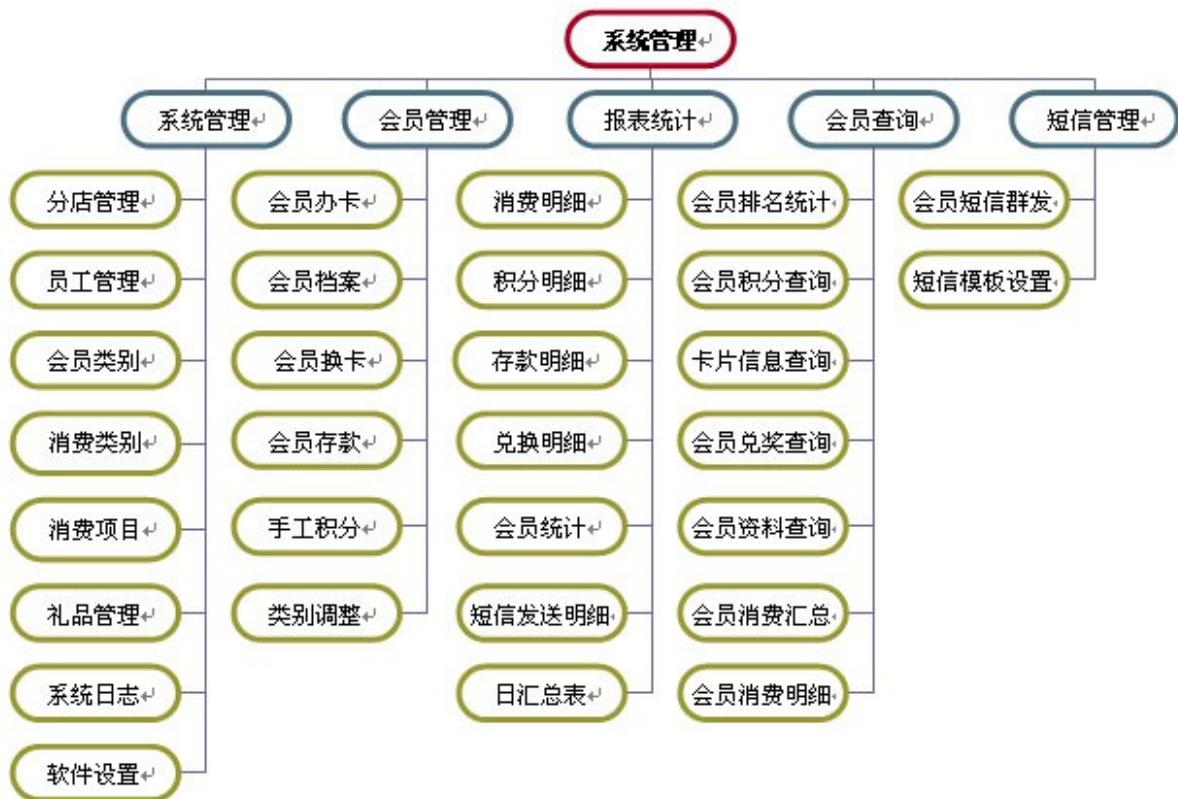 系统管理
系统管理
会员管理
报表统计
会员查询
短信管理
分店管理
员工管理
会员类别
消费类别
消费项目
礼品管理
系统日志
软件设置
会员办卡
会员档案
会员换卡
会员存款
手工积分
类别调整
消费明细
积分明细
存款明细
兑换明细
会员统计
短信发送明细
日汇总表
会员排名统计
会员积分查询
卡片信息查询
会员兑奖查询
会员资料查询
会员消费汇总
会员消费明细
会员短信群发
短信模板设置